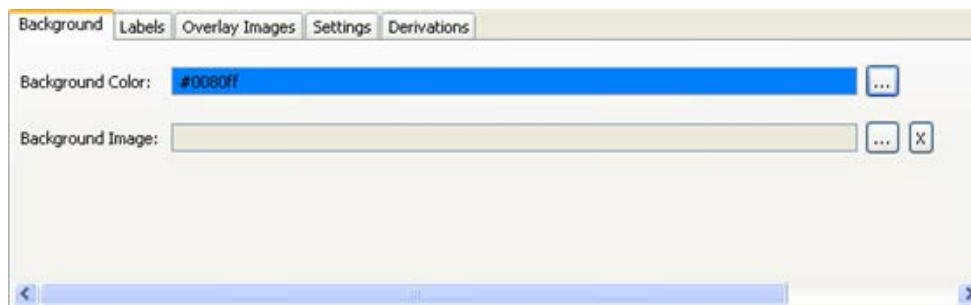 Background Labels Overlay Images Settings Derivations
Background Color: #0080ff ...
Background Image: ... X